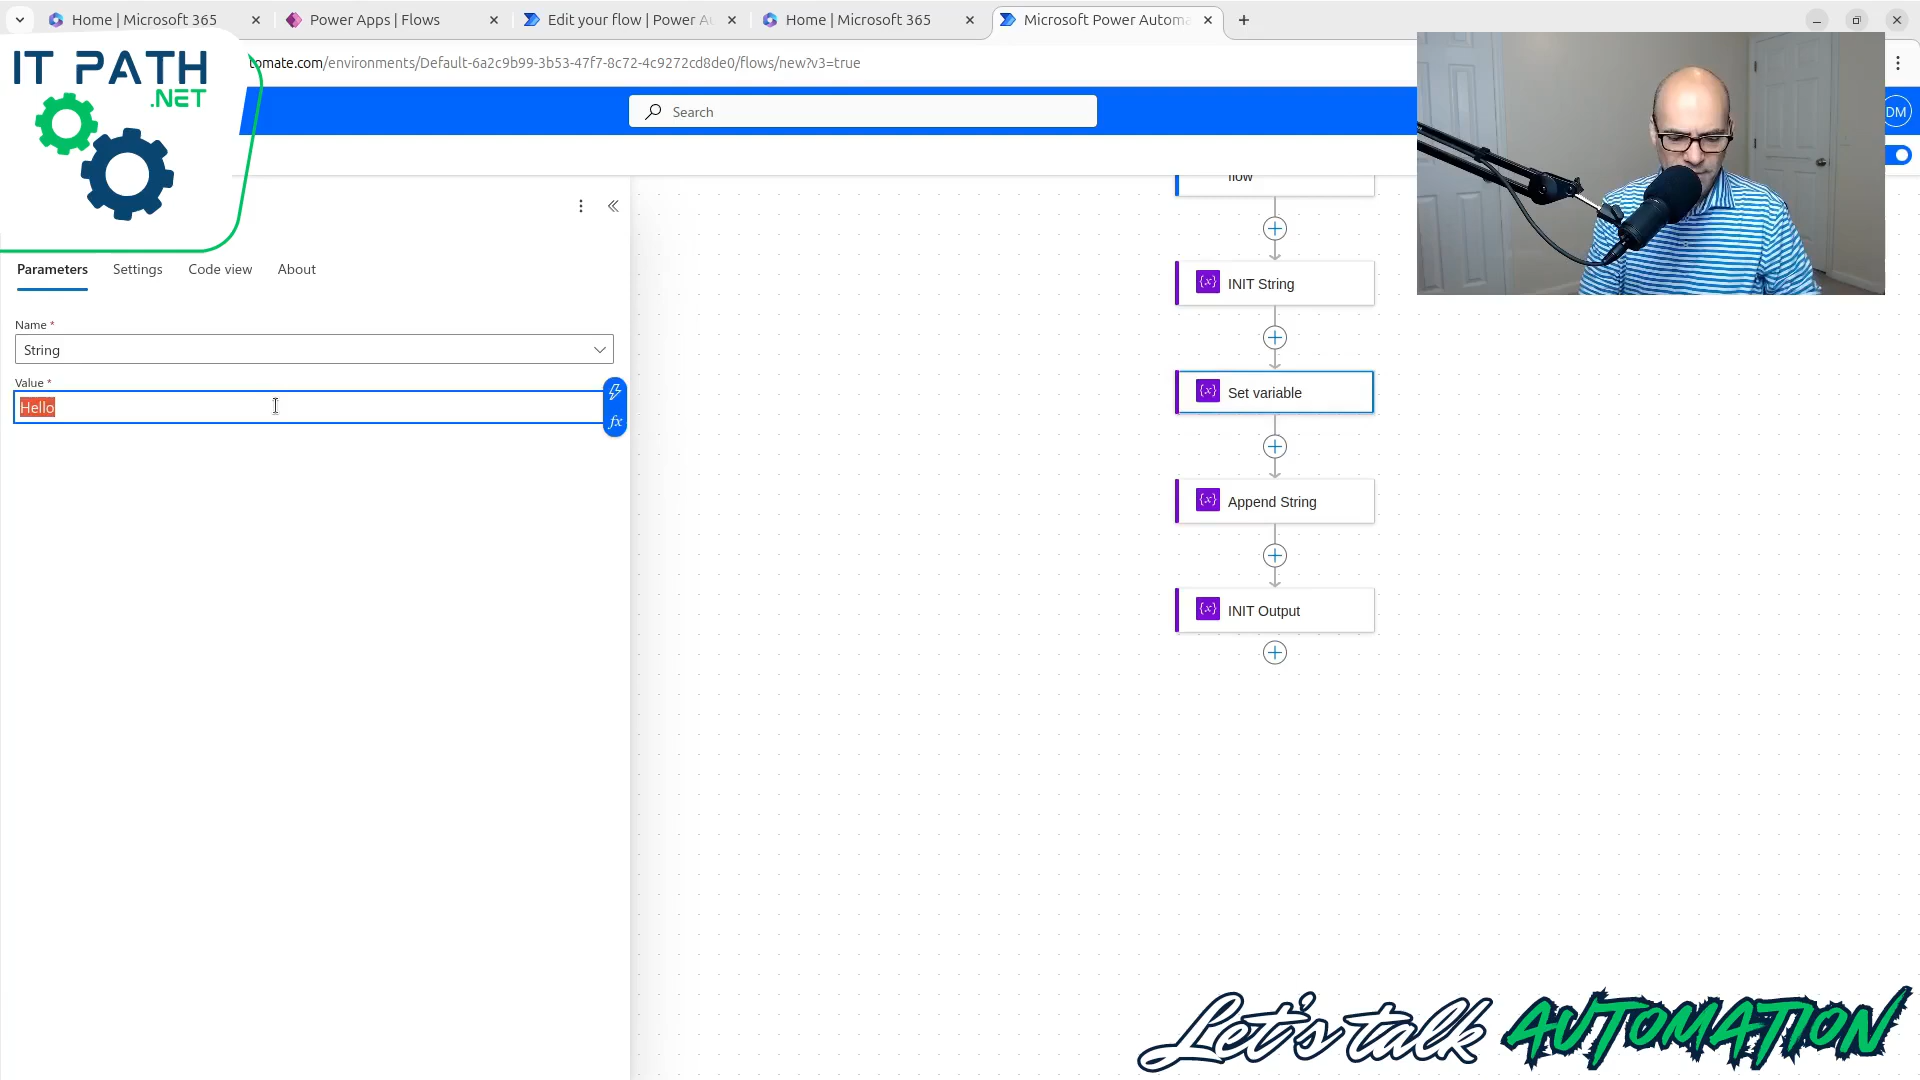 Home | Microsoft 365
Power Apps | Flows
Edit your flow | Power Au
Home | Microsoft 365
Microsoft Power Automa
IT PATH
.NET
tomate.com/environments/Default-6a2c9b99-3b53-47f7-8c72-4c9272cd8de0/flows/new?v3=true
Search
DM
flow
Parameters
Settings
Code view
About
Name *
String
Value *
Hello
fx
{x} INIT String
{x} Set variable
{x} Append String
{x} INIT Output
Let's talk AUTOMATION